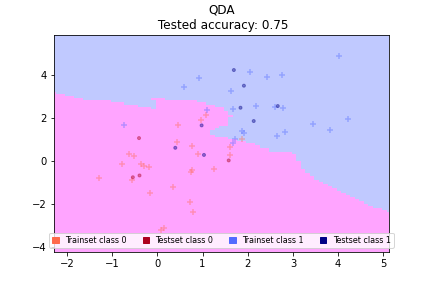 QDA
Tested accuracy: 0.75
4
2
0
−2
−4
Trainset class 0 Testset class 0 Trainset class 1 Testset class 1
−2 −1 0 1 2 3 4 5